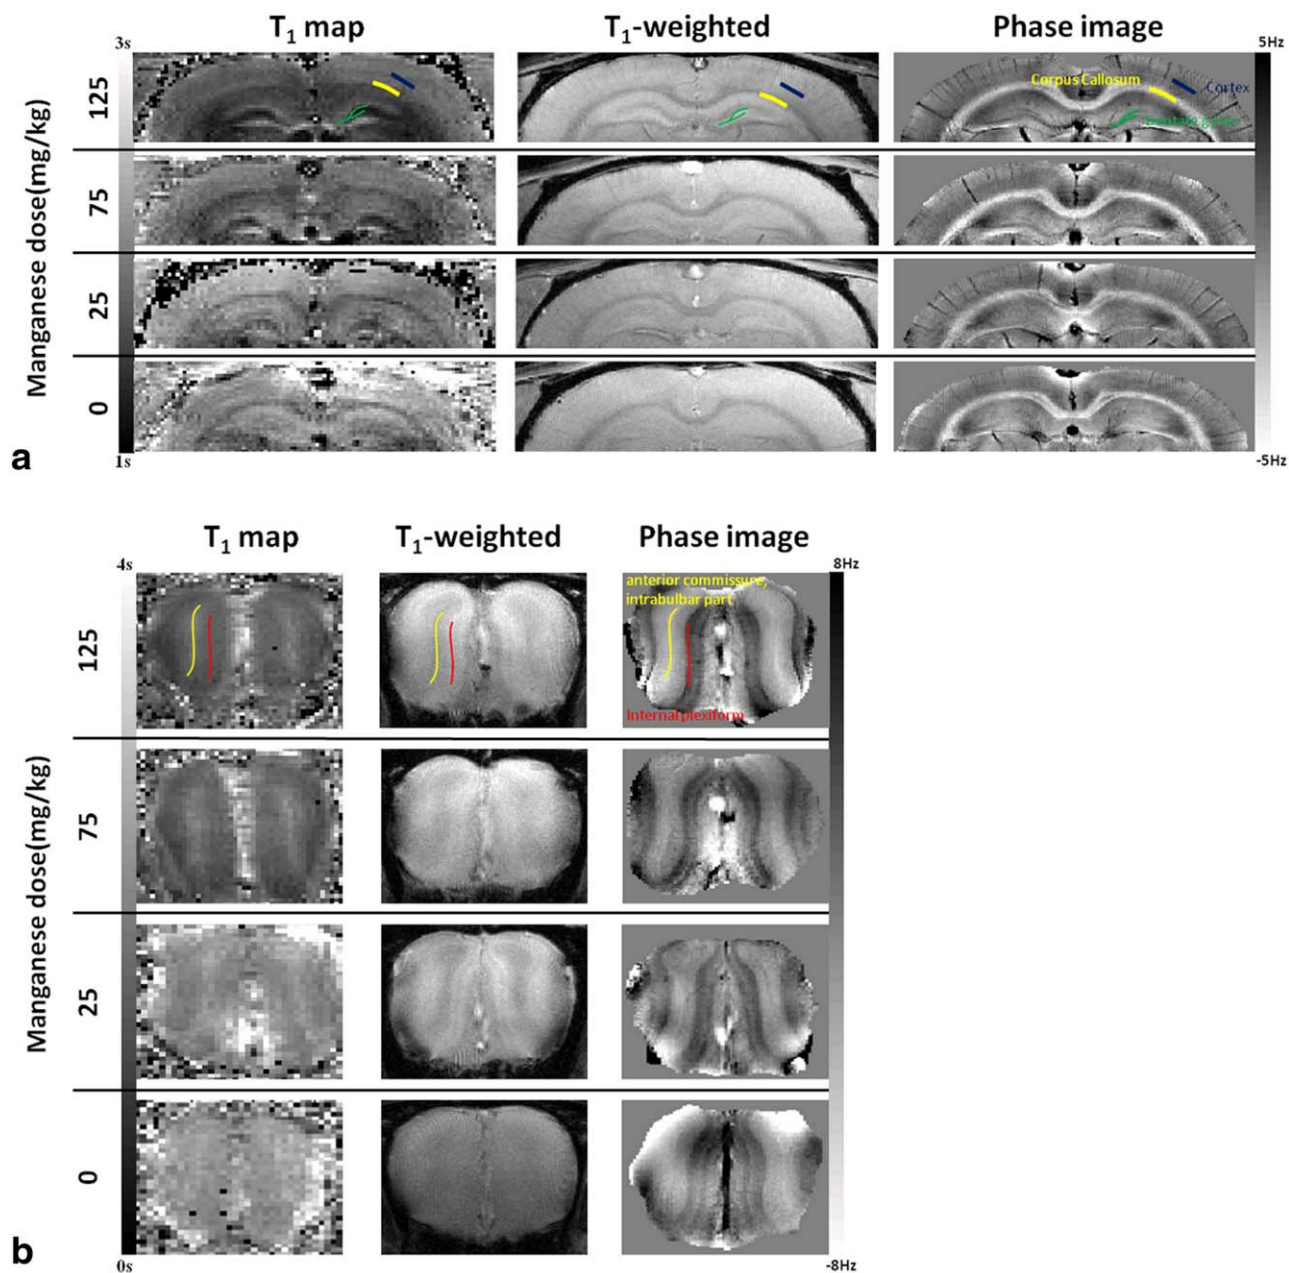 T1 map T1-weighted Phase image
3s
5Hz
Manganese dose(mg/kg)
125
Corpus Callosum
Cortex
75
25
0
1s
-5Hz
a
T1 map T1-weighted Phase image
4s
8Hz
Manganese dose(mg/kg)
125
anterior commissure,
intrabulbar part
Internal plexiform
75
25
0
0s
-8Hz
b